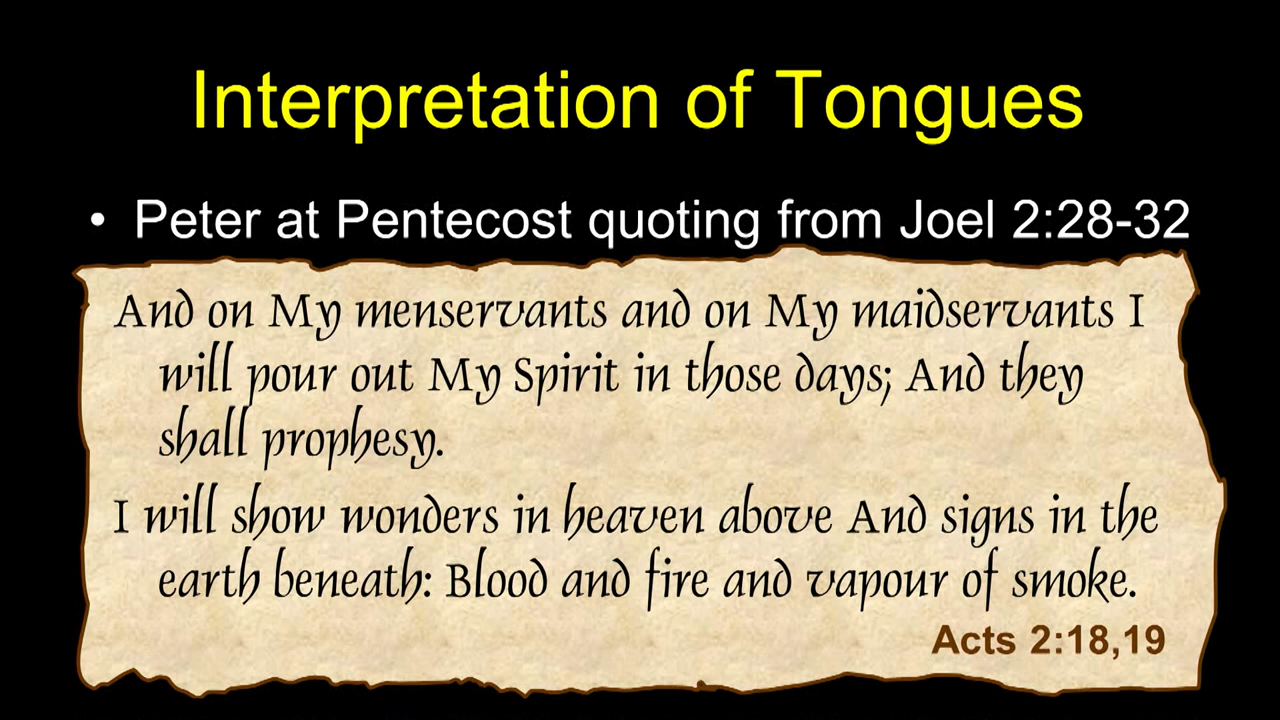 Interpretation of Tongues
• Peter at Pentecost quoting from Joel 2:28-32
And on My menservants and on My maidservants I
will pour out My Spirit in those days; And they
shall prophesy.
I will show wonders in heaven above And signs in the
earth beneath: Blood and fire and vapour of smoke.
Acts 2:18,19